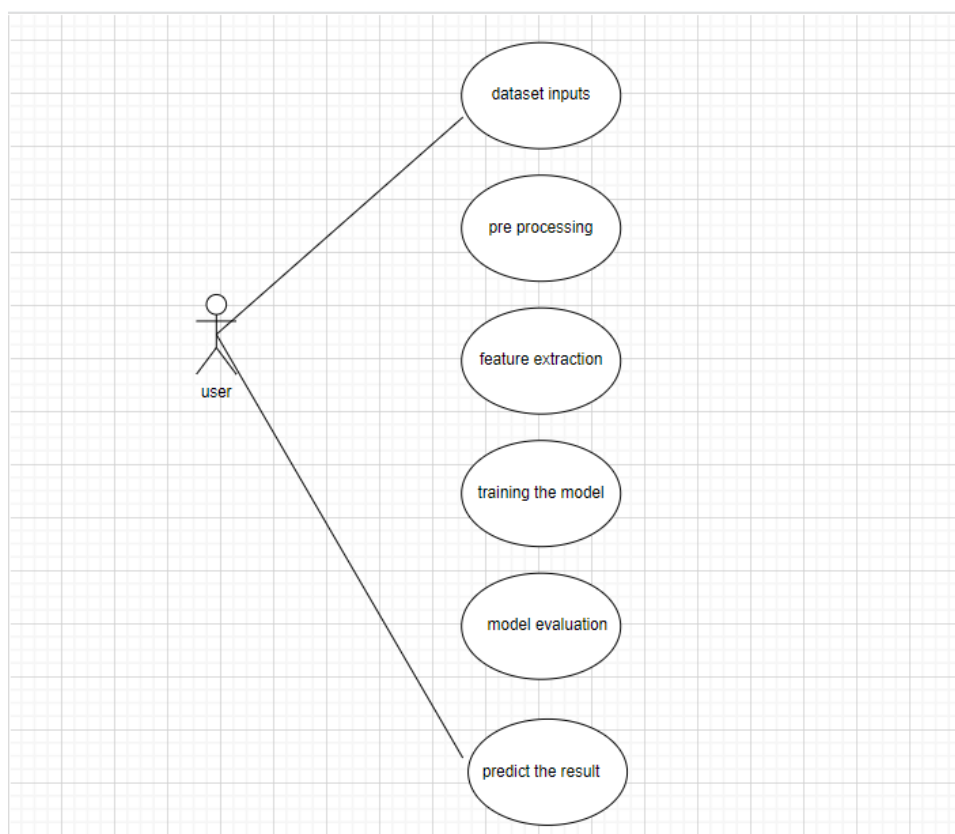 dataset inputs
pre processing
feature extraction
user
training the model
model evaluation
predict the result